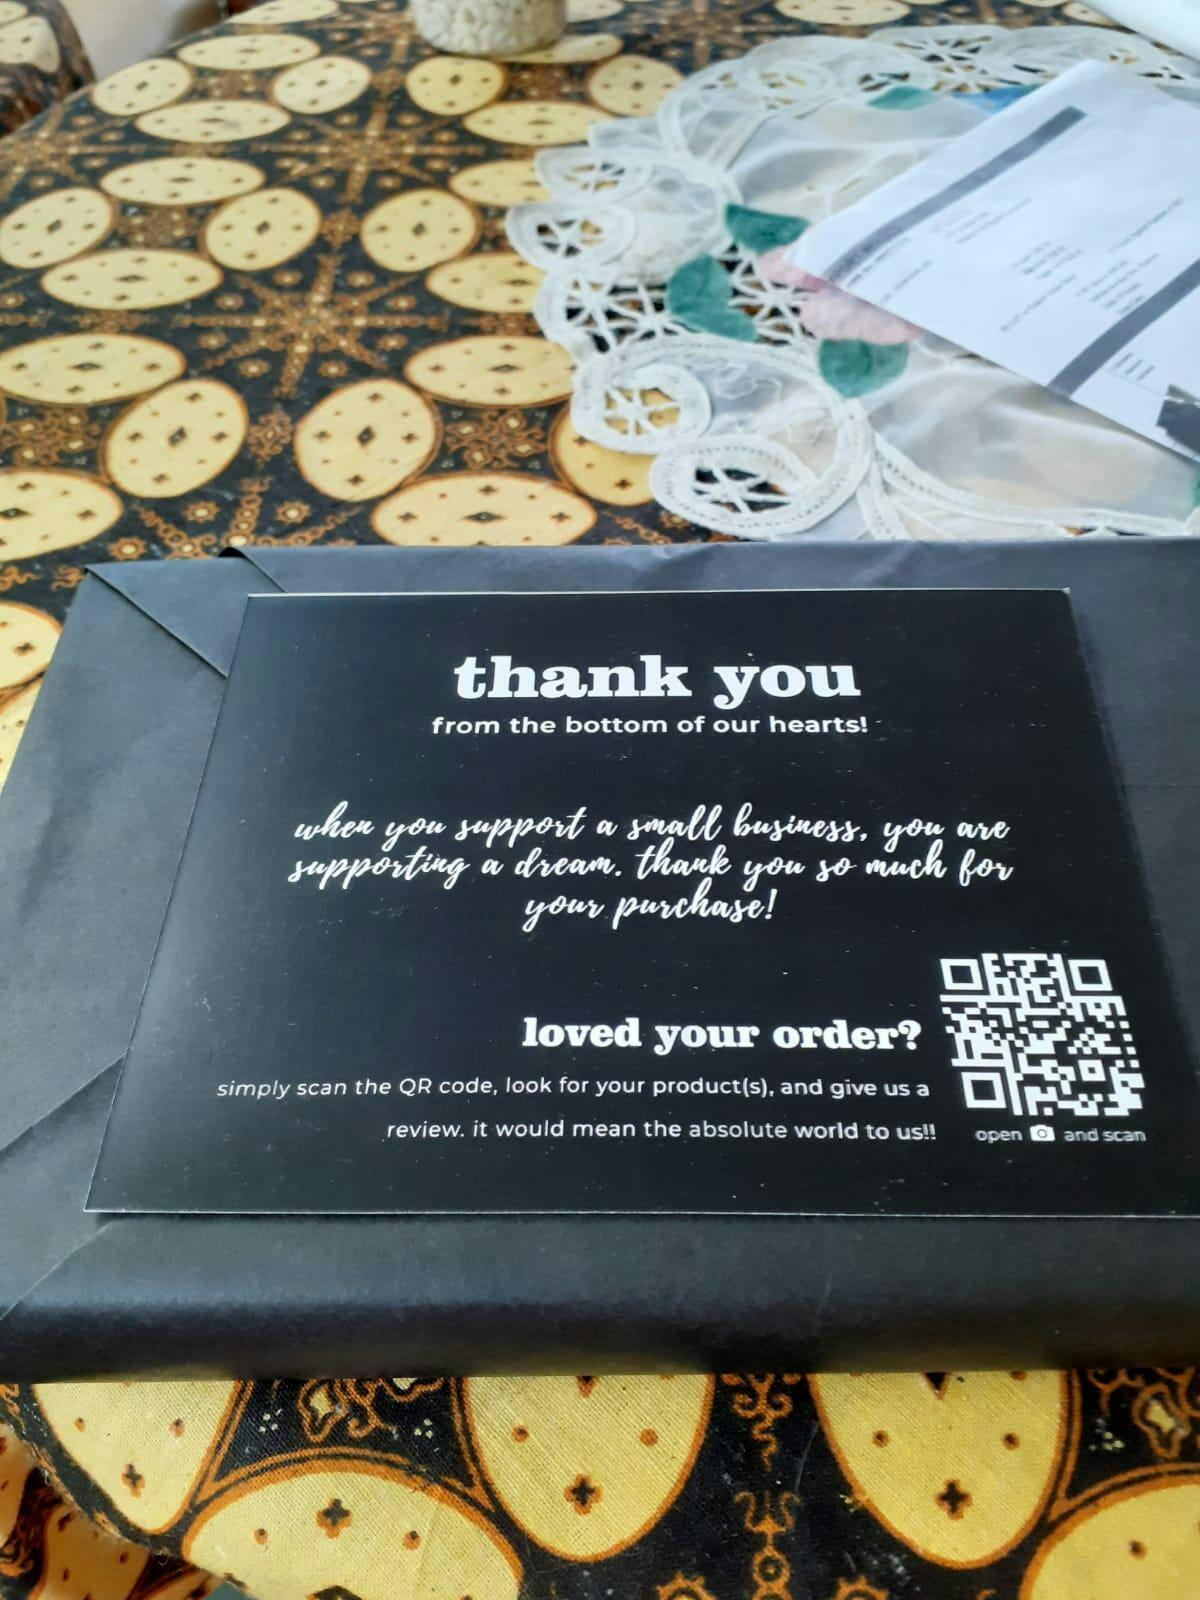 thank you
from the bottom of our hearts!
when you support a small business, you are
supporting a dream. thank you so much for
your purchase!
loved your order?
simply scan the QR code, look for your product(s), and give us a
review. it would mean the absolute world to us!!
open and scan